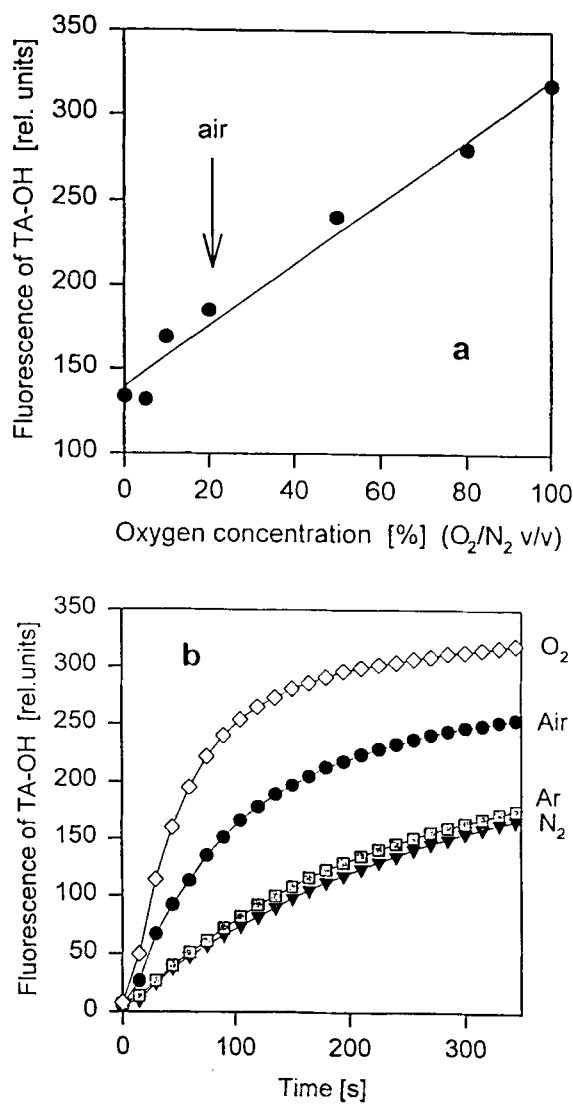 350
300
250
200
150
100
Fluorescence of TA-OH [rel. units]
air
a
0 20 40 60 80 100
Oxygen concentration [%] (O₂/N₂ v/v)
350
300
250
200
150
100
50
0
Fluorescence of TA-OH [rel.units]
b
O₂
Air
Ar
N₂
0 100 200 300
Time [s]